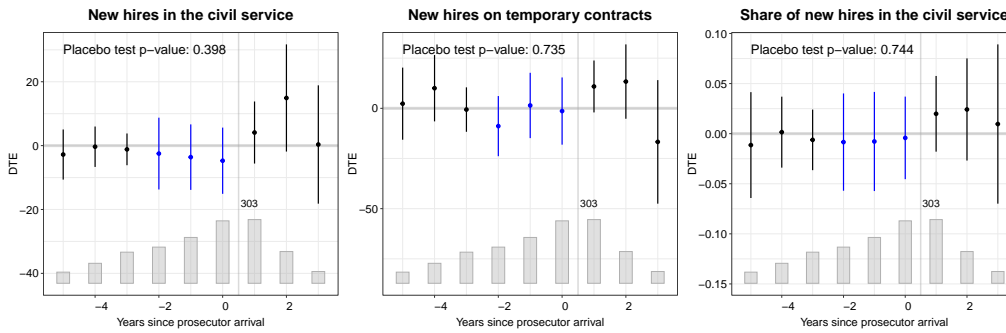 New hires in the civil service
Placebo test p−value: 0.398
DTE
20
0
−20
−40
303
−4
−2
0
2
Years since prosecutor arrival
New hires on temporary contracts
Placebo test p−value: 0.735
DTE
0
−50
303
−4
−2
0
2
Years since prosecutor arrival
Share of new hires in the civil service
Placebo test p−value: 0.744
DTE
0.10
0.05
0.00
−0.05
−0.10
−0.15
303
−4
−2
0
2
Years since prosecutor arrival